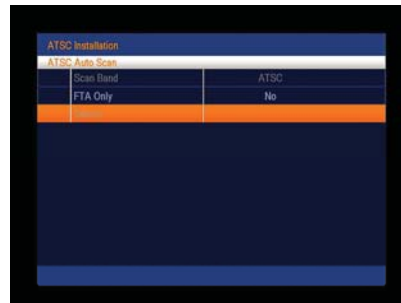 ATSC Installation
ATSC Auto Scan
Scan Band ATSC
FTA Only No